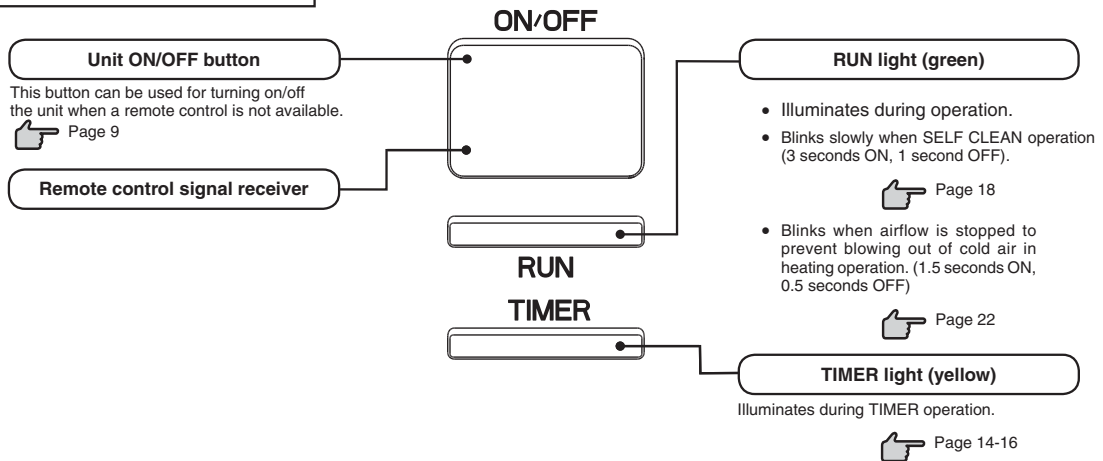 ON/OFF
Unit ON/OFF button
This button can be used for turning on/off
the unit when a remote control is not available.
Page 9
Remote control signal receiver
RUN
TIMER
RUN light (green)
• Illuminates during operation.
• Blinks slowly when SELF CLEAN operation
(3 seconds ON, 1 second OFF).
Page 18
• Blinks when airflow is stopped to
prevent blowing out of cold air in
heating operation. (1.5 seconds ON,
0.5 seconds OFF)
Page 22
TIMER light (yellow)
Illuminates during TIMER operation.
Page 14-16